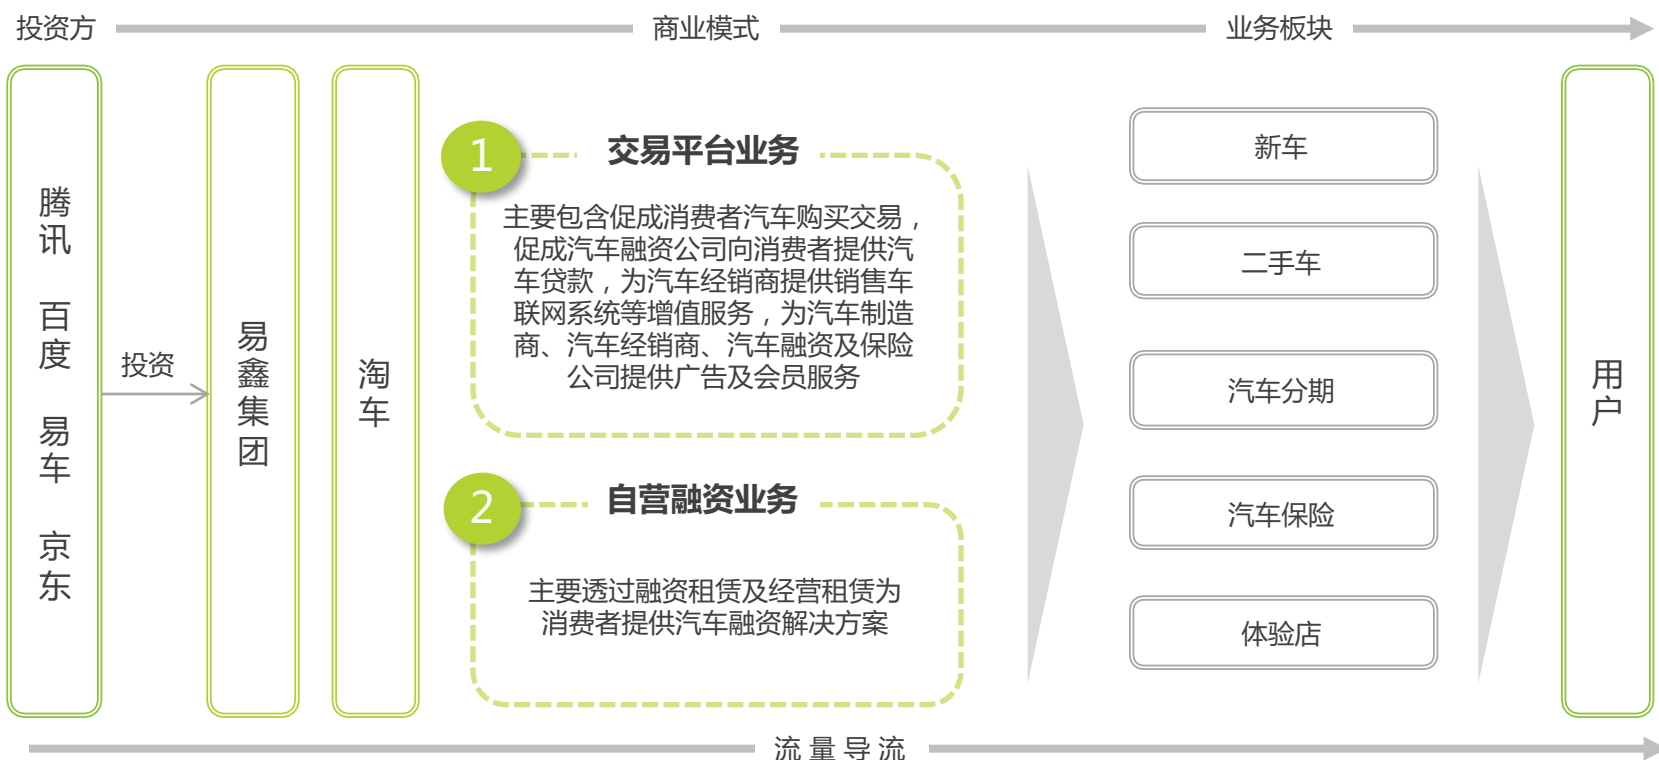 投资方
商业模式
业务板块
腾讯
百度
易车
京东
投资
易鑫集团
淘车
1
交易平台业务
主要包含促成消费者汽车购买交易，
促成汽车融资公司向消费者提供汽
车贷款，为汽车经销商提供销售车
联网系统等增值服务，为汽车制造
商、汽车经销商、汽车融资及保险
公司提供广告及会员服务
2
自营融资业务
主要透过融资租赁及经营租赁为
消费者提供汽车融资解决方案
新车
二手车
汽车分期
汽车保险
体验店
用户
流量导流